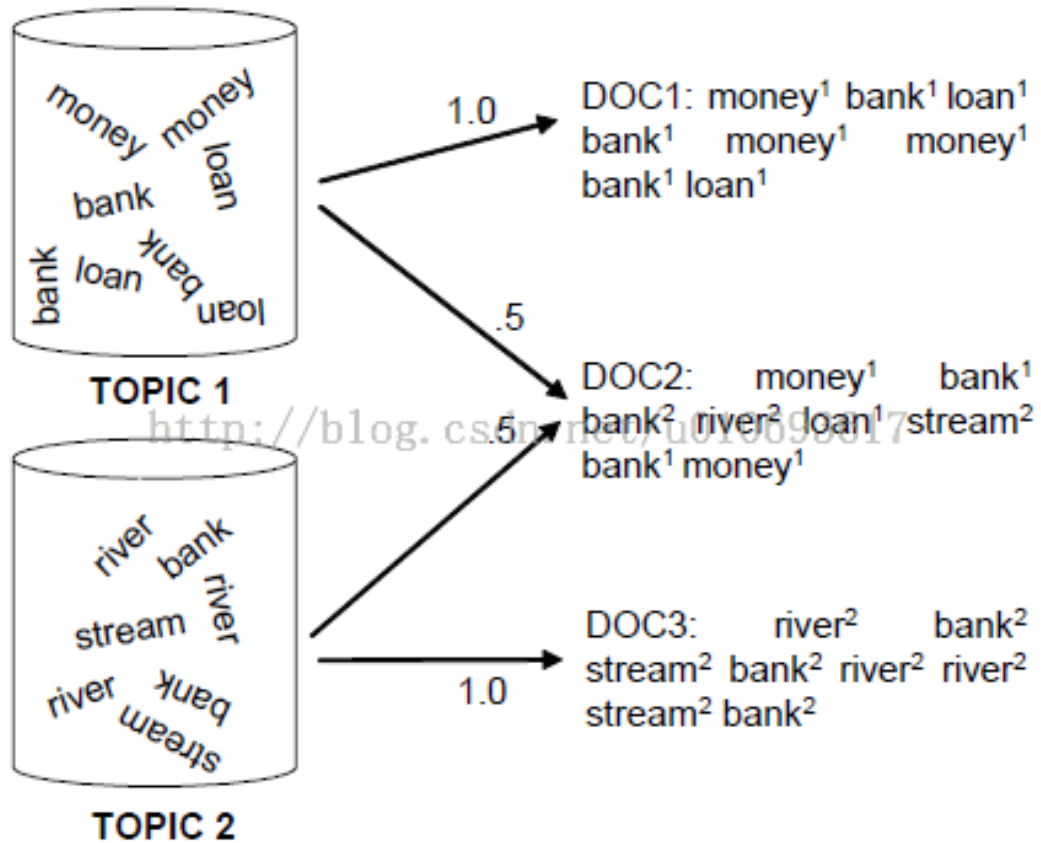 money money
loan
bank
bank loan bank
loan
TOPIC 1
1.0
.5
DOC1: money¹ bank¹ loan¹
bank¹ money¹ money¹
bank¹ loan¹
DOC2: money¹ bank¹
bank² river² loan¹ stream²
bank¹ money¹
http://blog.csdn.net/u010693817
.5
river bank
river
stream
river bank
stream
TOPIC 2
1.0
DOC3: river² bank²
stream² bank² river² river²
stream² bank²